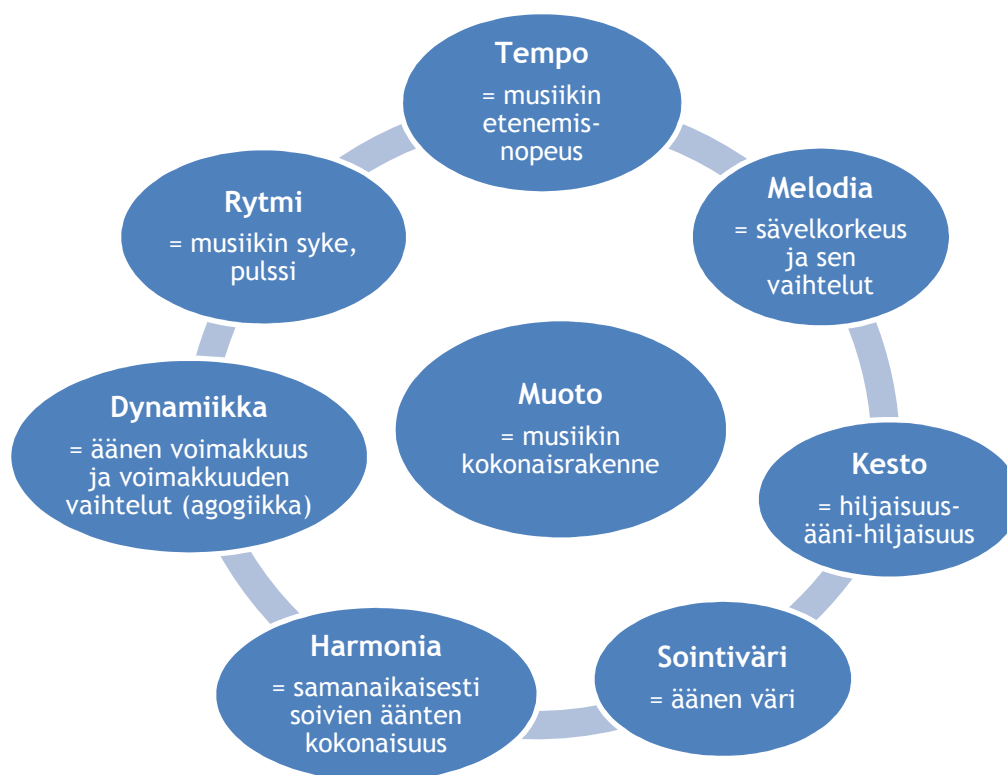 Tempo
= musiikin
etenemis-
nopeus
Melodia
= sävelkorkeus
ja sen
vaihtelut
Kesto
= hiljaisuus-
ääni-hiljaisuus
Sointiväri
= äänen väri
Harmonia
= samanaikaisesti
soivien äänten
kokonaisuus
Dynamiikka
= äänen voimakkuus
ja voimakkuuden
vaihtelut (agogiikka)
Rytmi
= musiikin syke,
pulssi
Muoto
= musiikin
kokonaisrakenne